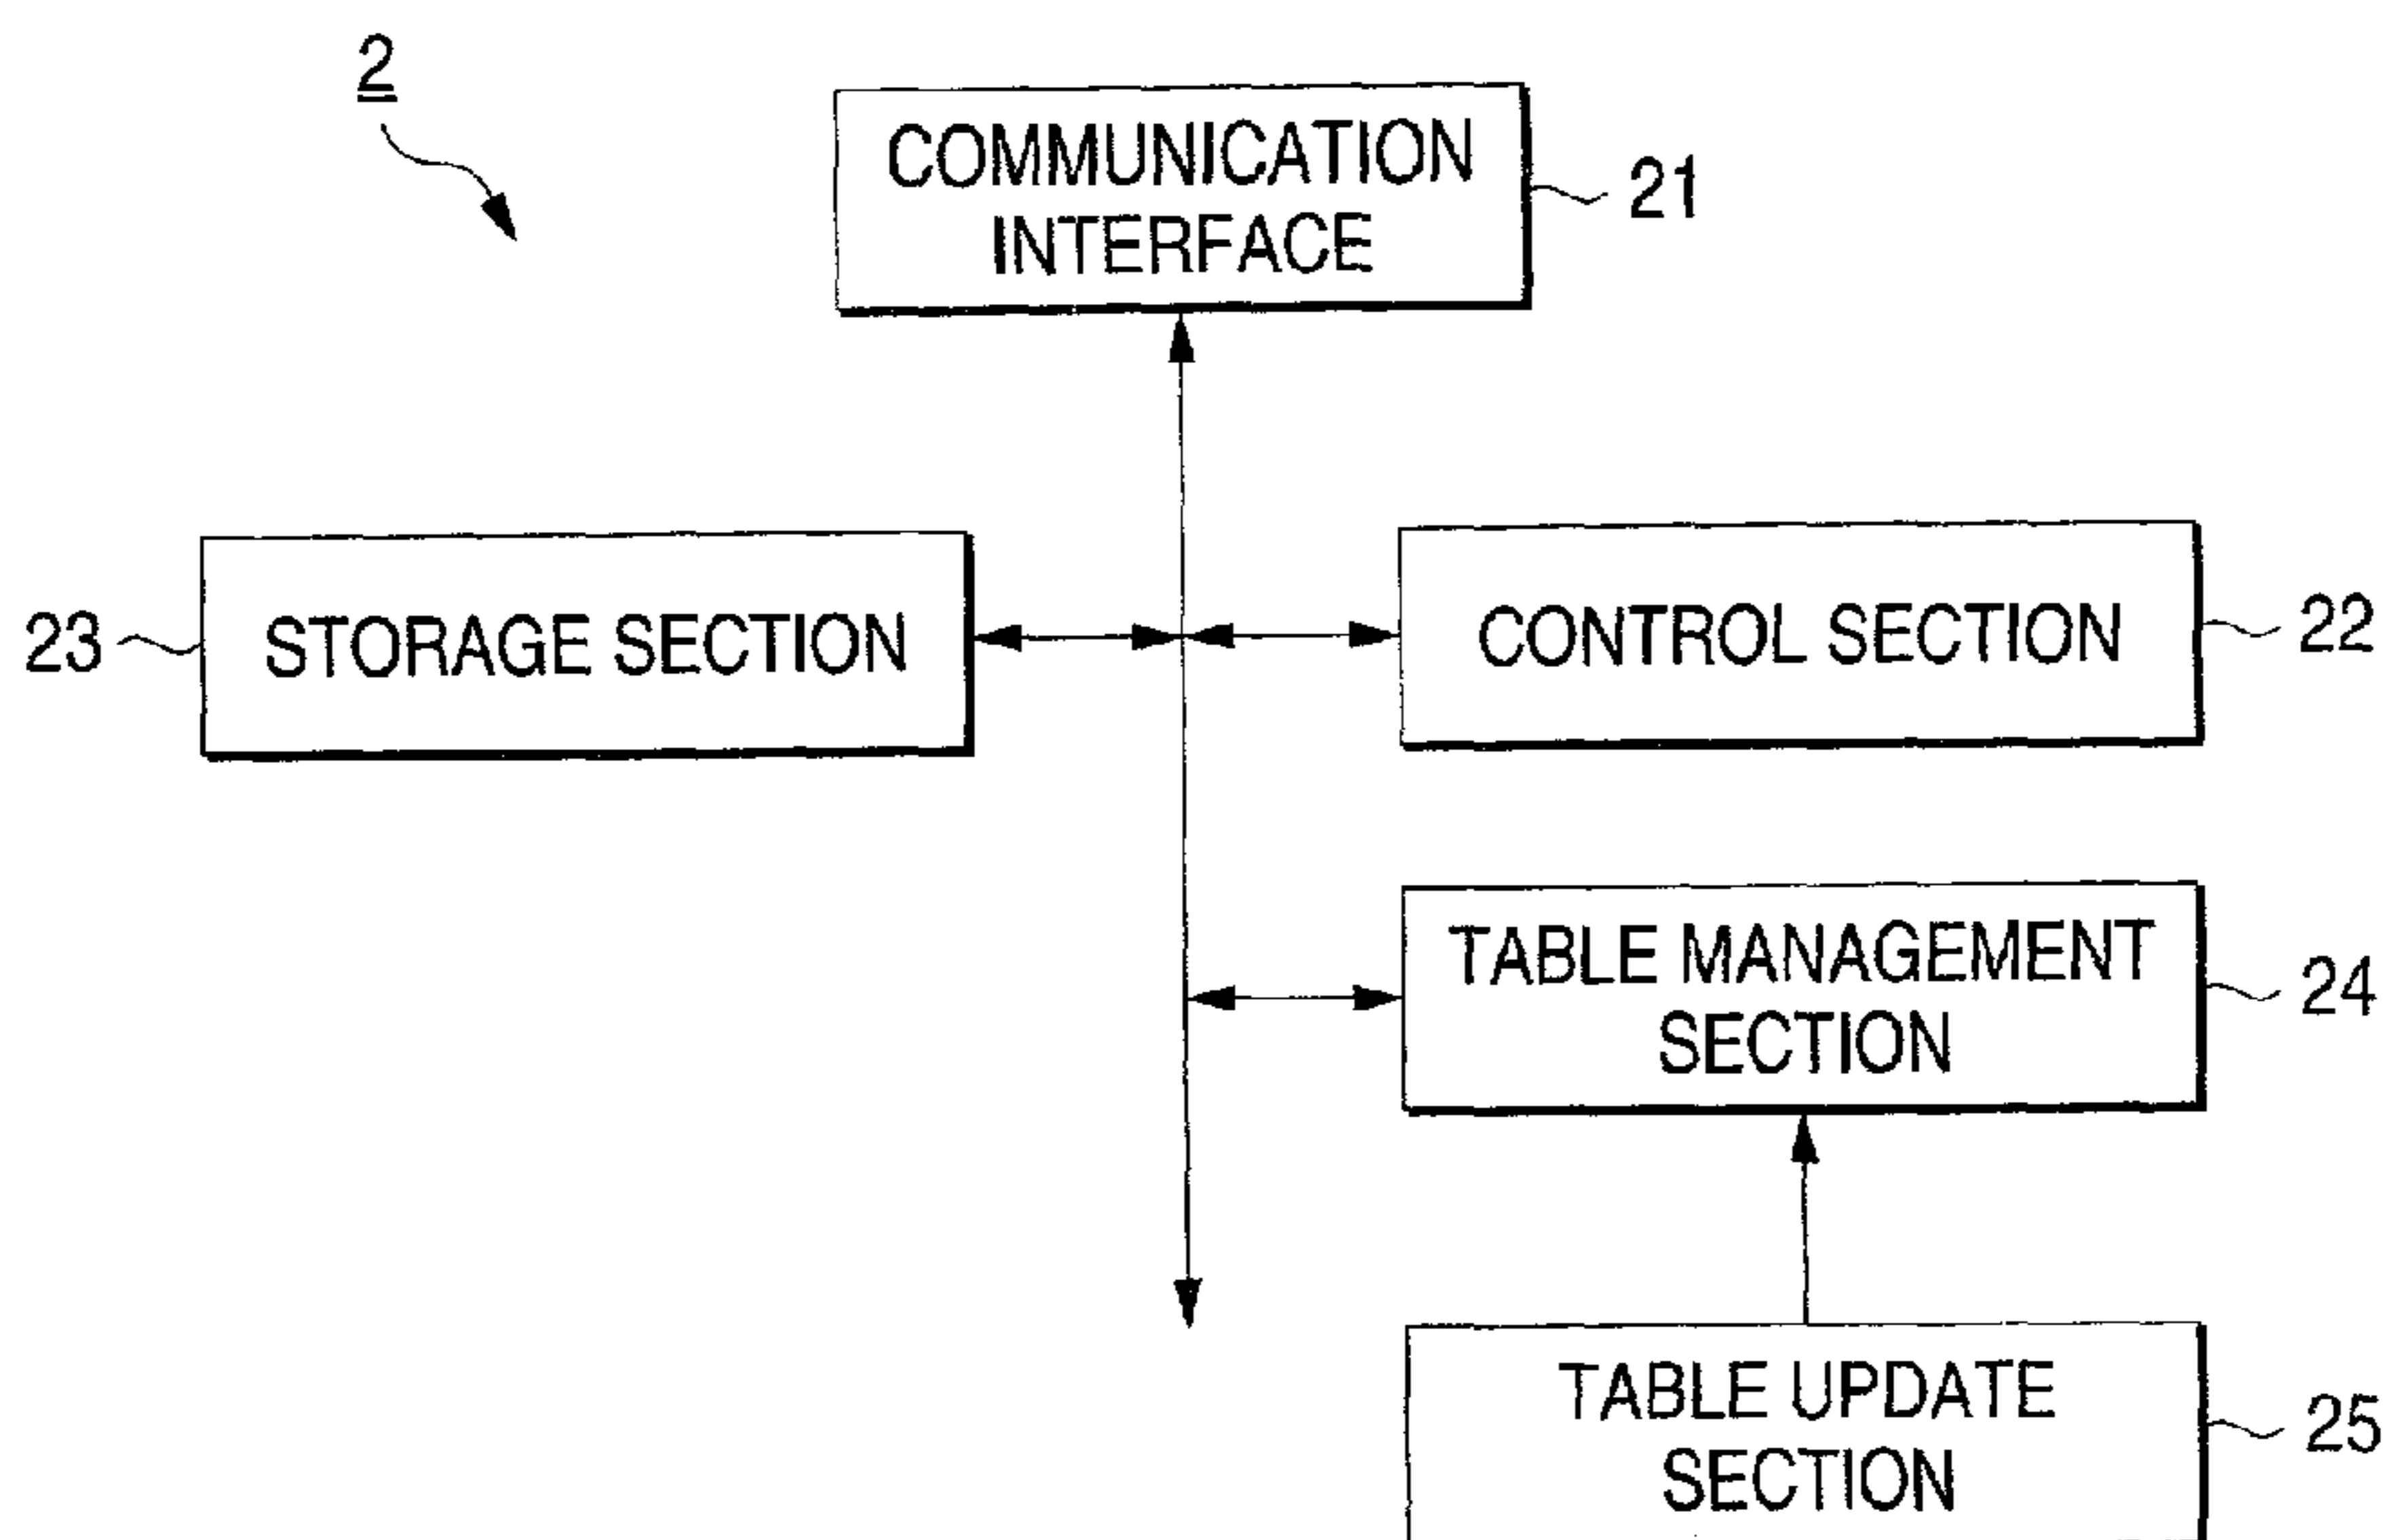 2
COMMUNICATION
INTERFACE
21
23
STORAGE SECTION
CONTROL SECTION
22
TABLE MANAGEMENT
SECTION
24
TABLE UPDATE
SECTION
25